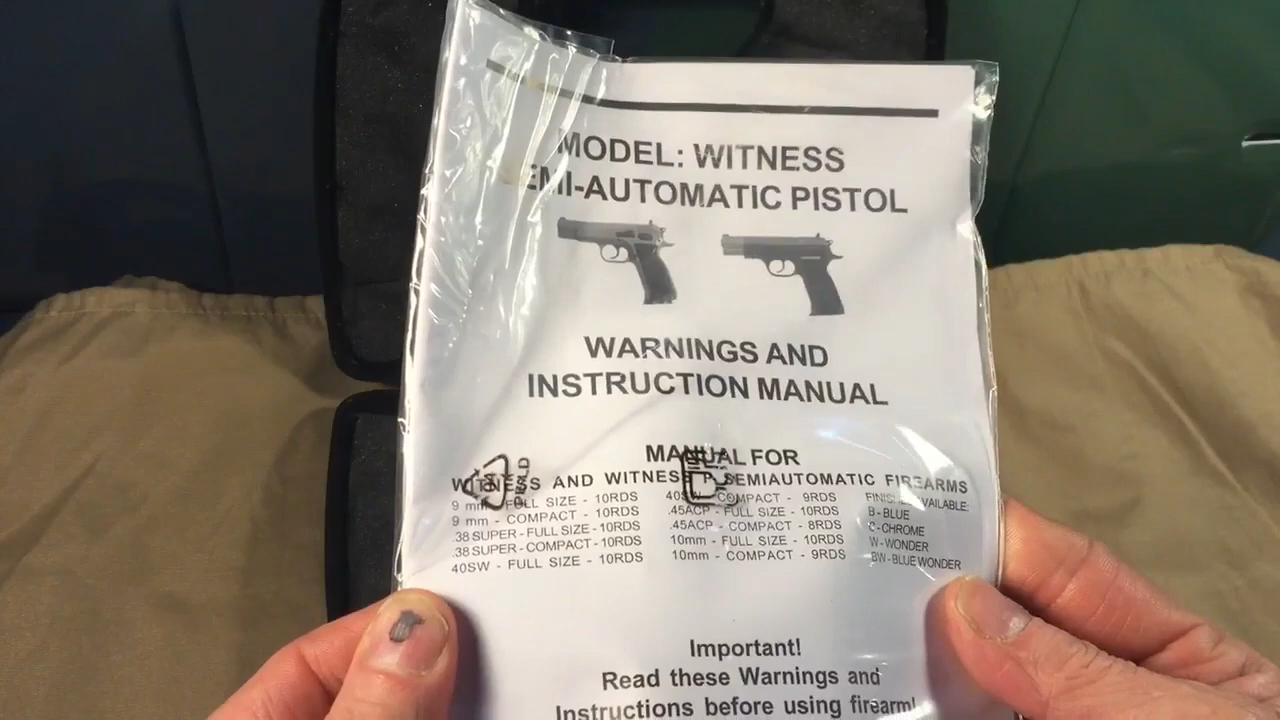 MODEL: WITNESS
EMI-AUTOMATIC PISTOL
WARNINGS AND
INSTRUCTION MANUAL
MANUAL FOR
WITNESS AND WITNESS P SEMIAUTOMATIC FIREARMS
9 mm - FULL SIZE - 10RDS
9 mm - COMPACT - 10RDS
.38 SUPER - FULL SIZE - 10RDS
.38 SUPER - COMPACT - 10RDS
40SW - FULL SIZE - 10RDS
40SW - COMPACT - 9RDS
.45ACP - FULL SIZE - 10RDS
.45ACP - COMPACT - 8RDS
10mm - FULL SIZE - 10RDS
10mm - COMPACT - 9RDS
FINISHES AVAILABLE:
B - BLUE
C - CHROME
W - WONDER
BW - BLUE WONDER
Important!
Read these Warnings and
Instructions before using firearm!